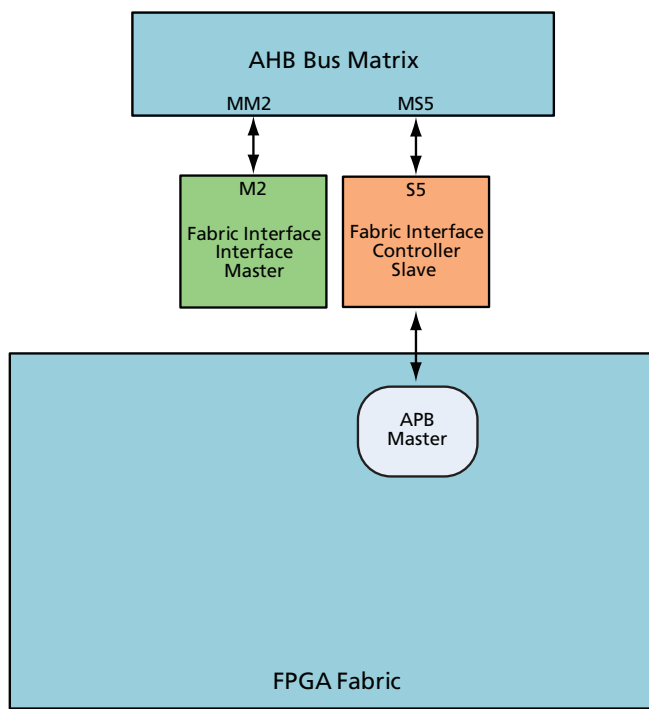 AHB Bus Matrix
MM2
MS5
M2
Fabric Interface
Interface
Master
S5
Fabric Interface
Controller
Slave
APB
Master
FPGA Fabric